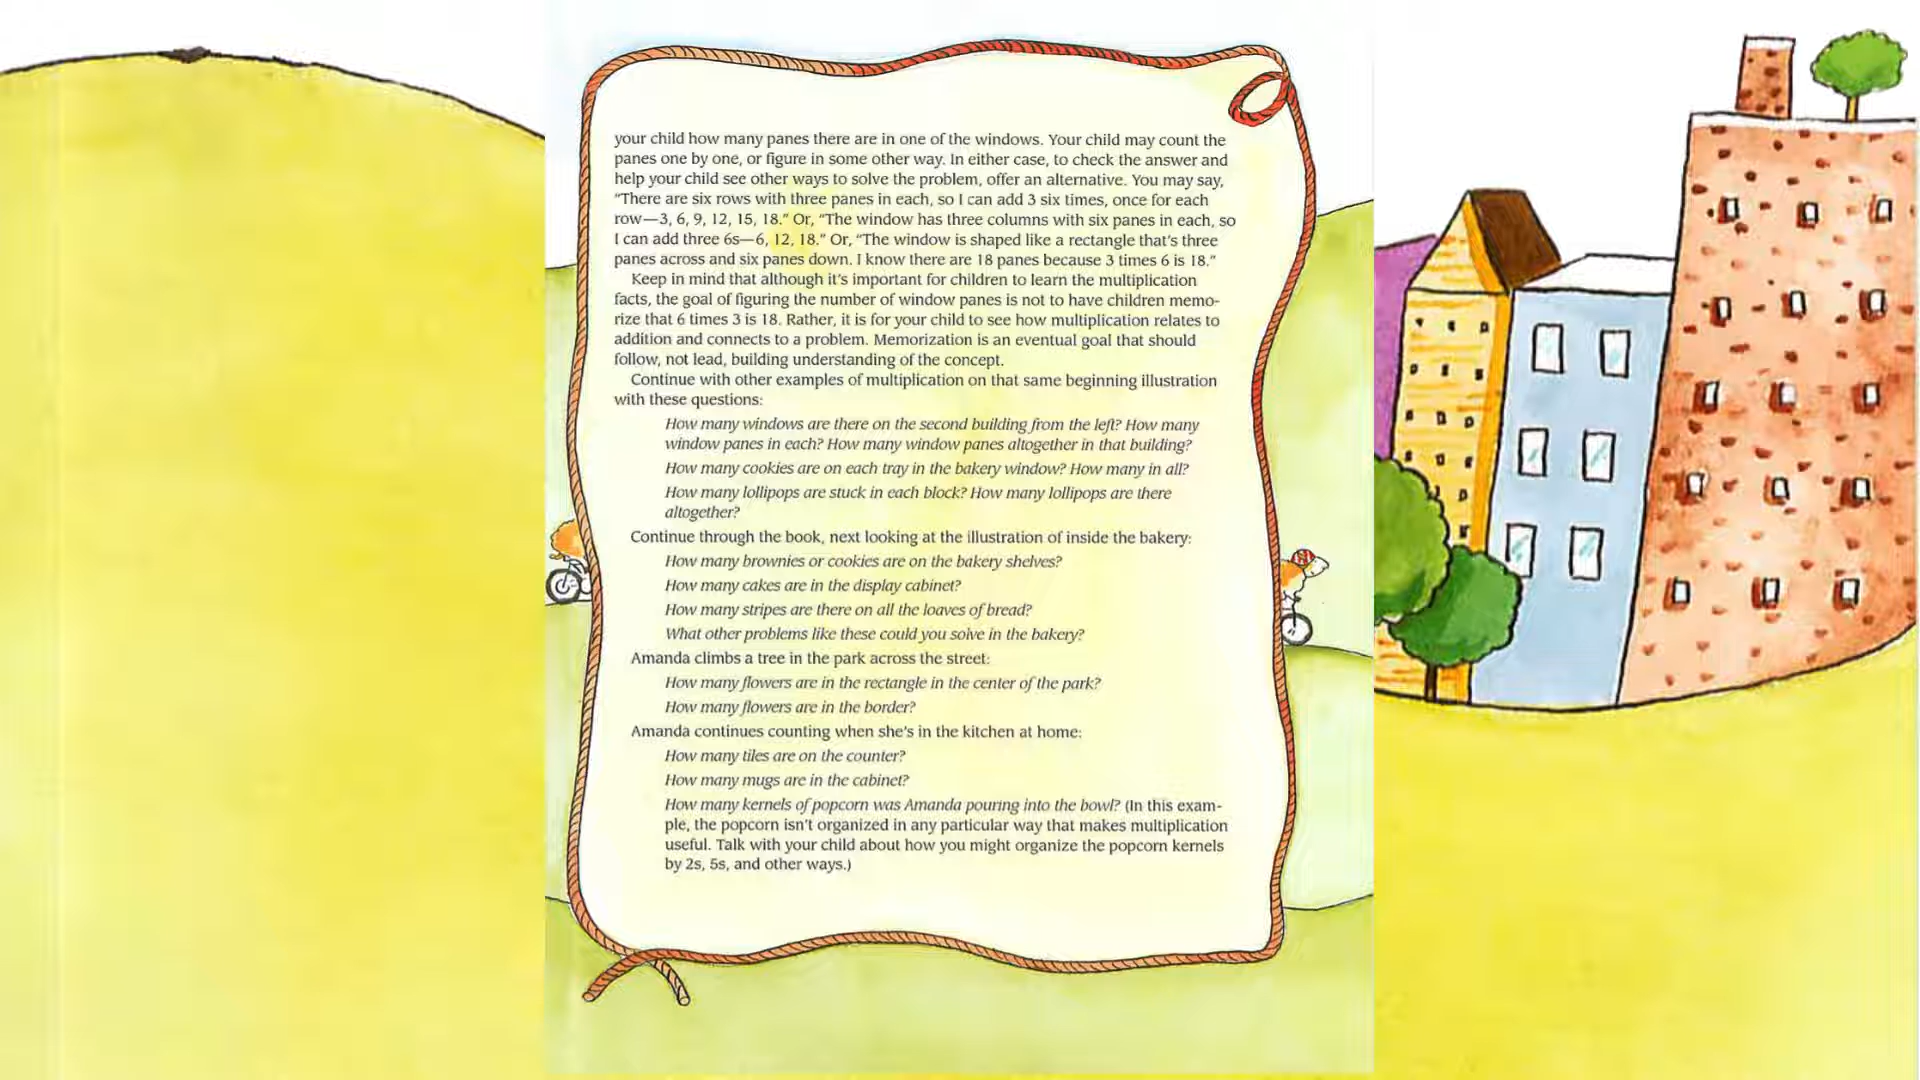 your child how many panes there are in one of the windows. Your child may count the
panes one by one, or figure in some other way. In either case, to check the answer and
help your child see other ways to solve the problem, offer an alternative. You may say,
“There are six rows with three panes in each, so I can add 3 six times, once for each
row—3, 6, 9, 12, 15, 18.” Or, “The window has three columns with six panes in each, so
I can add three 6s—6, 12, 18.” Or, “The window is shaped like a rectangle that’s three
panes across and six panes down. I know there are 18 panes because 3 times 6 is 18.”
Keep in mind that although it’s important for children to learn the multiplication
facts, the goal of figuring the number of window panes is not to have children memo-
rize that 6 times 3 is 18. Rather, it is for your child to see how multiplication relates to
addition and connects to a problem. Memorization is an eventual goal that should
follow, not lead, building understanding of the concept.
Continue with other examples of multiplication on that same beginning illustration
with these questions:
How many windows are there on the second building from the left? How many
window panes in each? How many window panes altogether in that building?
How many cookies are on each tray in the bakery window? How many in all?
How many lollipops are stuck in each block? How many lollipops are there
altogether?
Continue through the book, next looking at the illustration of inside the bakery:
How many brownies or cookies are on the bakery shelves?
How many cakes are in the display cabinet?
How many stripes are there on all the loaves of bread?
What other problems like these could you solve in the bakery?
Amanda climbs a tree in the park across the street:
How many flowers are in the rectangle in the center of the park?
How many flowers are in the border?
Amanda continues counting when she’s in the kitchen at home:
How many tiles are on the counter?
How many mugs are in the cabinet?
How many kernels of popcorn was Amanda pouring into the bowl? (In this exam-
ple, the popcorn isn’t organized in any particular way that makes multiplication
useful. Talk with your child about how you might organize the popcorn kernels
by 2s, 5s, and other ways.)